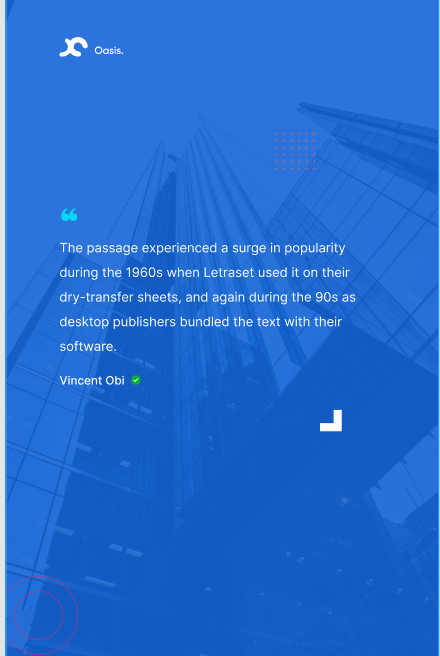 Oasis.
The passage experienced a surge in popularity
during the 1960s when Letraset used it on their
dry-transfer sheets, and again during the 90s as
desktop publishers bundled the text with their
software.
Vincent Obi